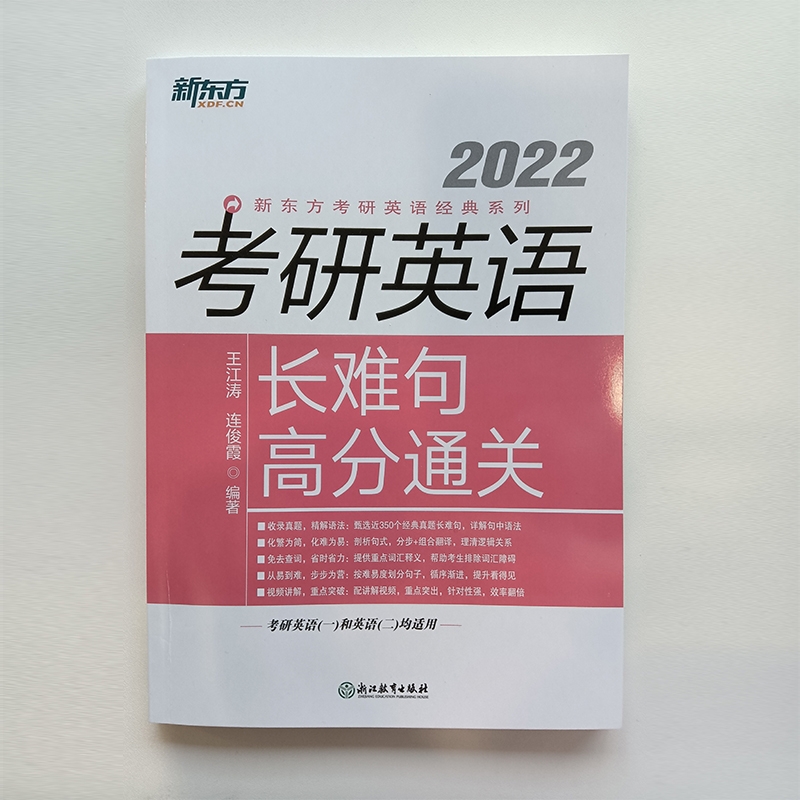 新东方
XDF.CN
2022
新东方考研英语经典系列
考研英语
长难句
高分通关
王江涛 连俊霞 ◎ 编著
■ 收录真题，精解语法：甄选近350个经典真题长难句，详解句中语法
■ 化繁为简，化难为易：剖析句式，分步+组合翻译，理清逻辑关系
■ 免去查词，省时省力：提供重点词汇释义，帮助考生排除词汇障碍
■ 从易到难，步步为营：按难易度划分句子，循序渐进，提升看得见
■ 视频讲解，重点突破：配讲解视频，重点突出，针对性强，效率翻倍
考研英语(一)和英语(二)均适用
浙江教育出版社
ZHEJIANG EDUCATION PUBLISHING HOUSE